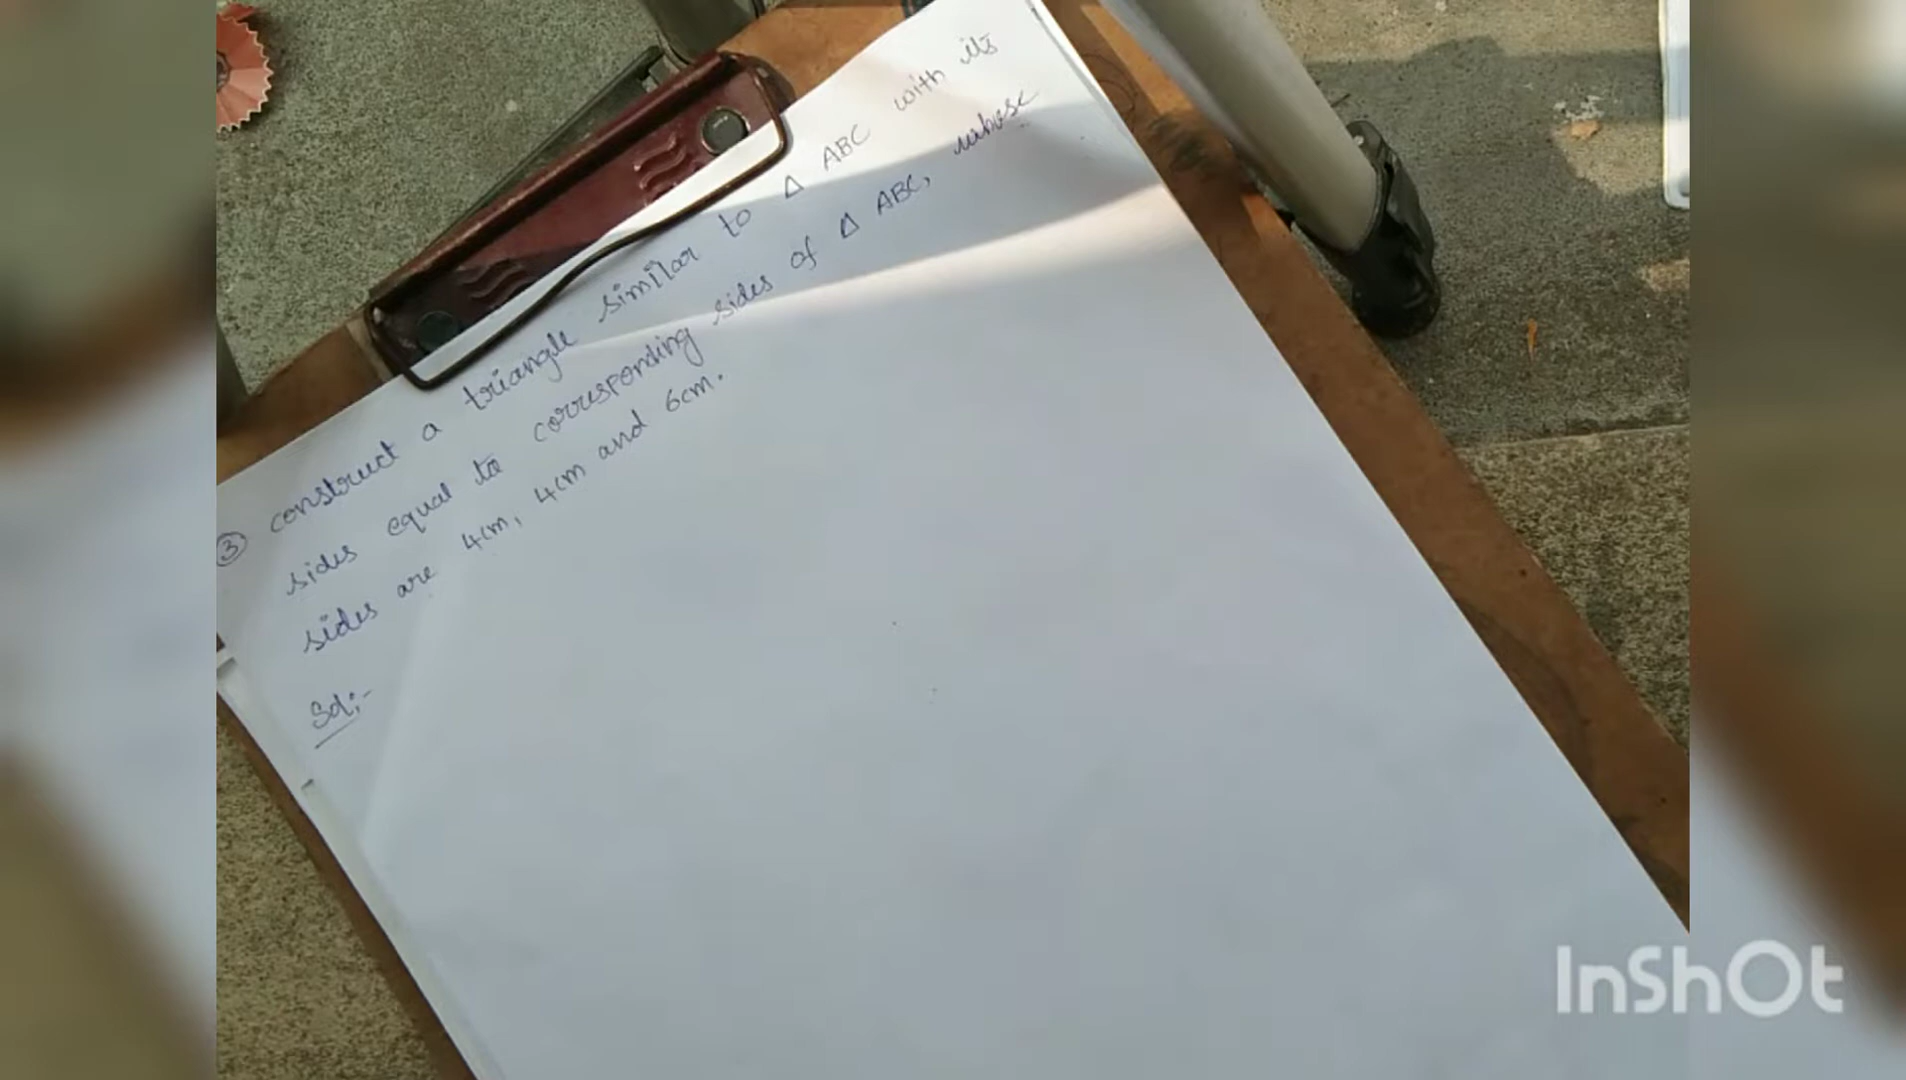 ③ construct a triangle similar to Δ ABC with its
sides equal to corresponding sides of Δ ABC, whose
sides are 4cm, 4cm and 6cm.
Sol:-
InShOt